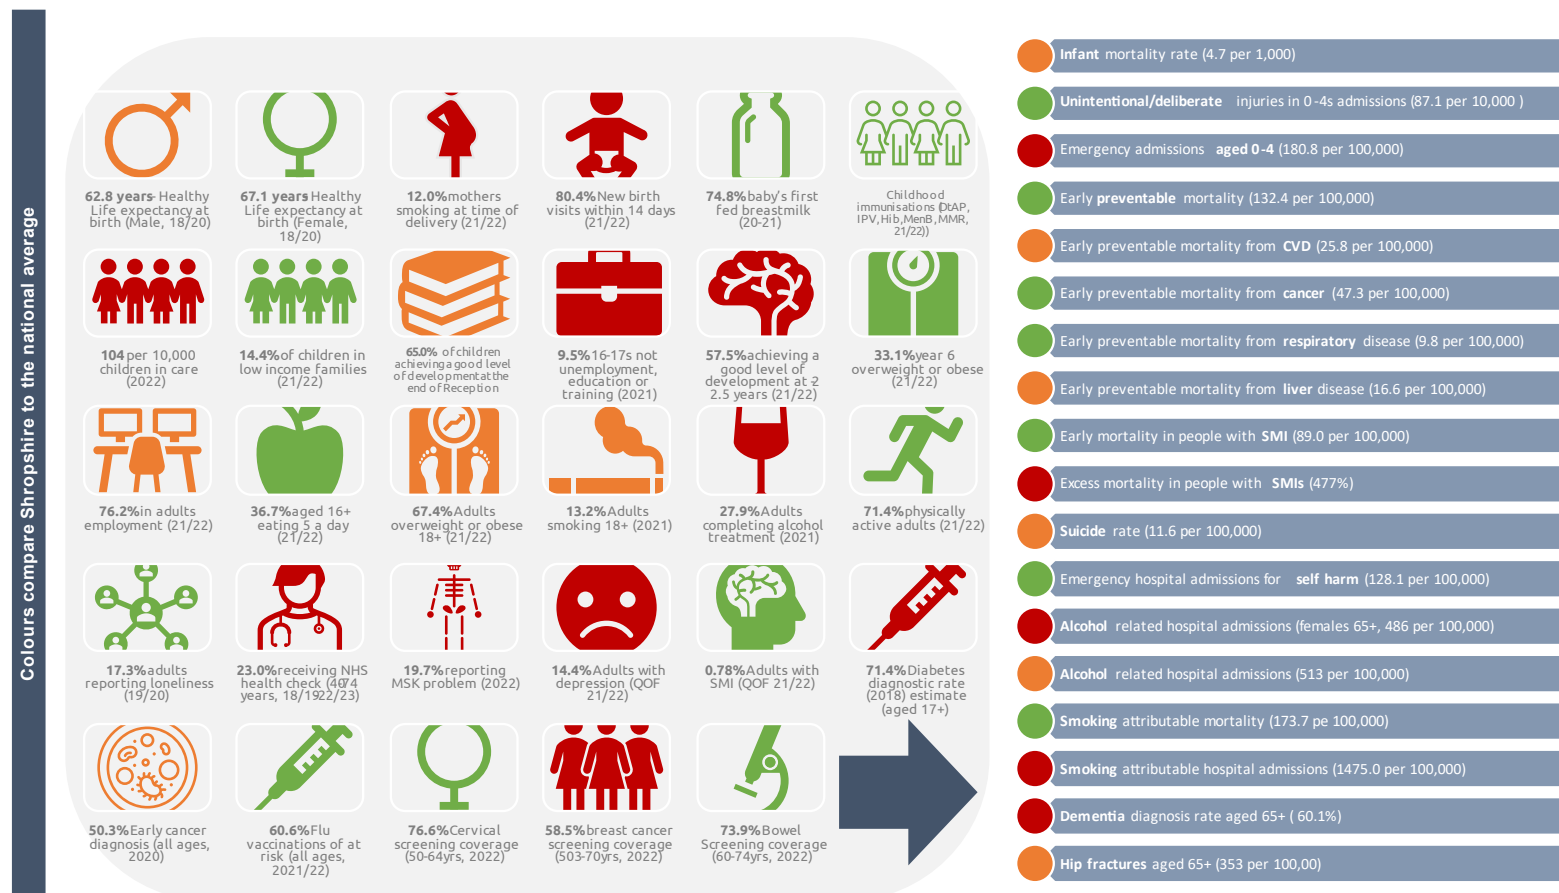 Colours compare Shropshire to the national average
62.8 years- Healthy
Life expectancy at
birth (Male, 18/20)
67.1 years Healthy
Life expectancy at
birth (Female,
18/20)
12.0%mothers
smoking at time of
delivery (21/22)
80.4%New birth
visits within 14 days
(21/22)
74.8%baby's first
fed breastmilk
(20-21)
Childhood
immunisations (DtAP,
IPV,Hib,MenB,MMR,
21/22))
104 per 10,000
children in care
(2022)
14.4%of children in
low income families
(21/22)
65.0% of children
achieving a good level
of development at the
end of Reception
9.5%16-17s not
unemployment,
education or
training (2021)
57.5%achieving a
good level of
development at 2
2.5 years (21/22)
33.1%year 6
overweight or obese
(21/22)
76.2%in adults
employment (21/22)
36.7%aged 16+
eating 5 a day
(21/22)
67.4%Adults
overweight or obese
18+ (21/22)
13.2%Adults
smoking 18+ (2021)
27.9%Adults
completing alcohol
treatment (2021)
71.4%physically
active adults (21/22)
17.3%adults
reporting loneliness
(19/20)
23.0%receiving NHS
health check (4074
years, 18/1922/23)
19.7%reporting
MSK problem (2022)
14.4%Adults with
depression (QOF
21/22)
0.78%Adults with
SMI (QOF 21/22)
71.4%Diabetes
diagnostic rate
(2018) estimate
(aged 17+)
50.3%Early cancer
diagnosis (all ages,
2020)
60.6%Flu
vaccinations of at
risk (all ages,
2021/22)
76.6%Cervical
screening coverage
(50-64yrs, 2022)
58.5%breast cancer
screening coverage
(503-70yrs, 2022)
73.9%Bowel
Screening coverage
(60-74yrs, 2022)
Infant mortality rate (4.7 per 1,000)
Unintentional/deliberate injuries in 0-4s admissions (87.1 per 10,000 )
Emergency admissions aged 0-4 (180.8 per 100,000)
Early preventable mortality (132.4 per 100,000)
Early preventable mortality from CVD (25.8 per 100,000)
Early preventable mortality from cancer (47.3 per 100,000)
Early preventable mortality from respiratory disease (9.8 per 100,000)
Early preventable mortality from liver disease (16.6 per 100,000)
Early mortality in people with SMI (89.0 per 100,000)
Excess mortality in people with SMIs (477%)
Suicide rate (11.6 per 100,000)
Emergency hospital admissions for self harm (128.1 per 100,000)
Alcohol related hospital admissions (females 65+, 486 per 100,000)
Alcohol related hospital admissions (513 per 100,000)
Smoking attributable mortality (173.7 pe 100,000)
Smoking attributable hospital admissions (1475.0 per 100,000)
Dementia diagnosis rate aged 65+ ( 60.1%)
Hip fractures aged 65+ (353 per 100,00)